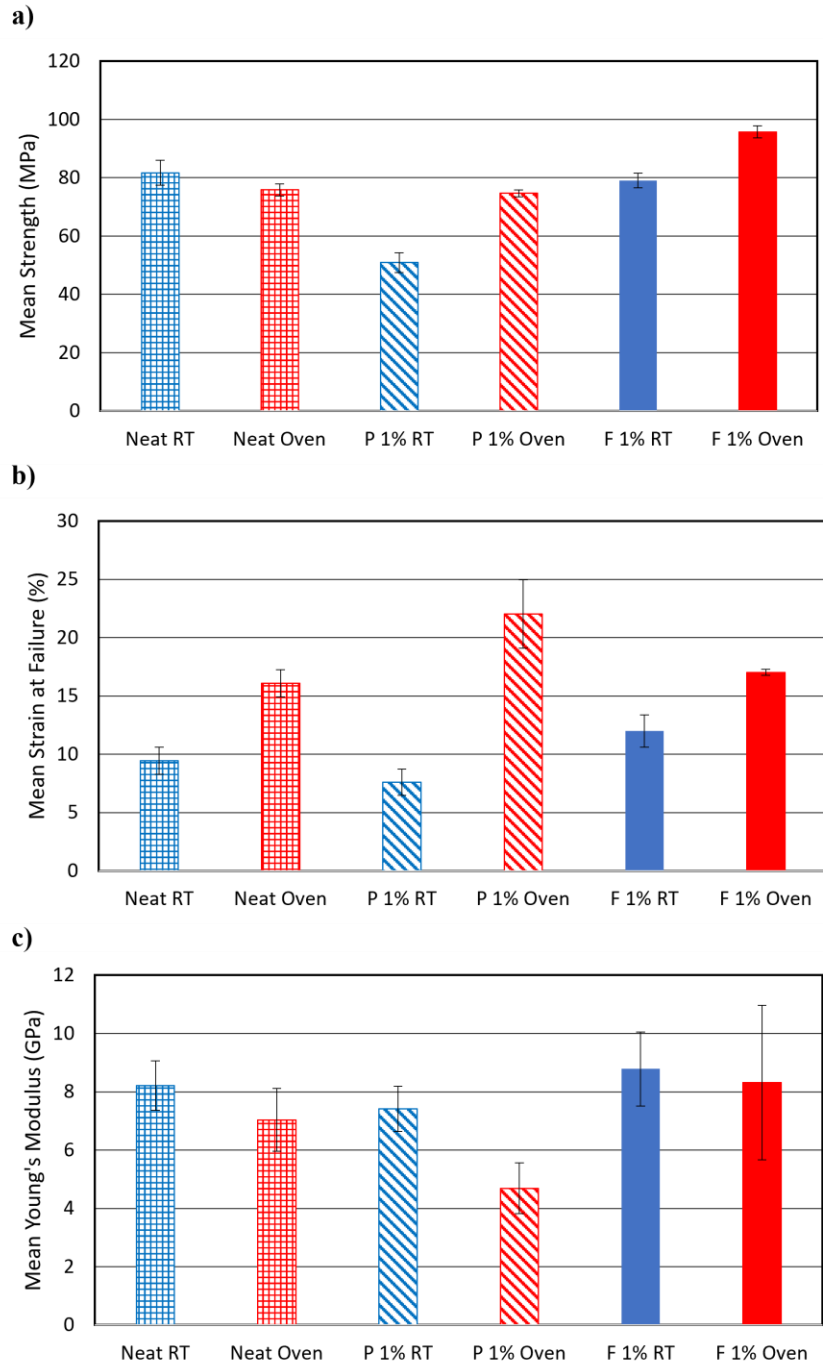 a)
120
100
80
60
40
20
0
Mean Strength (MPa)
Neat RT Neat Oven P 1% RT P 1% Oven F 1% RT F 1% Oven
b)
30
25
20
15
10
5
0
Mean Strain at Failure (%)
Neat RT Neat Oven P 1% RT P 1% Oven F 1% RT F 1% Oven
c)
12
10
8
6
4
2
0
Mean Young's Modulus (GPa)
Neat RT Neat Oven P 1% RT P 1% Oven F 1% RT F 1% Oven